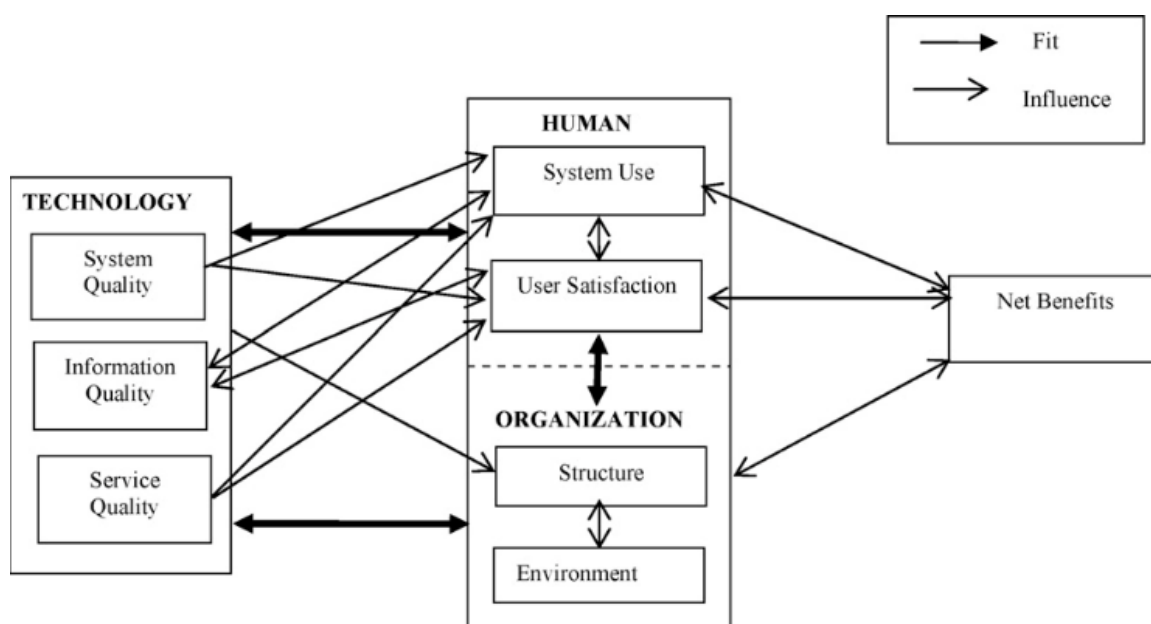 Fit
Influence
TECHNOLOGY
System
Quality
Information
Quality
Service
Quality
HUMAN
System Use
User Satisfaction
ORGANIZATION
Structure
Environment
Net Benefits